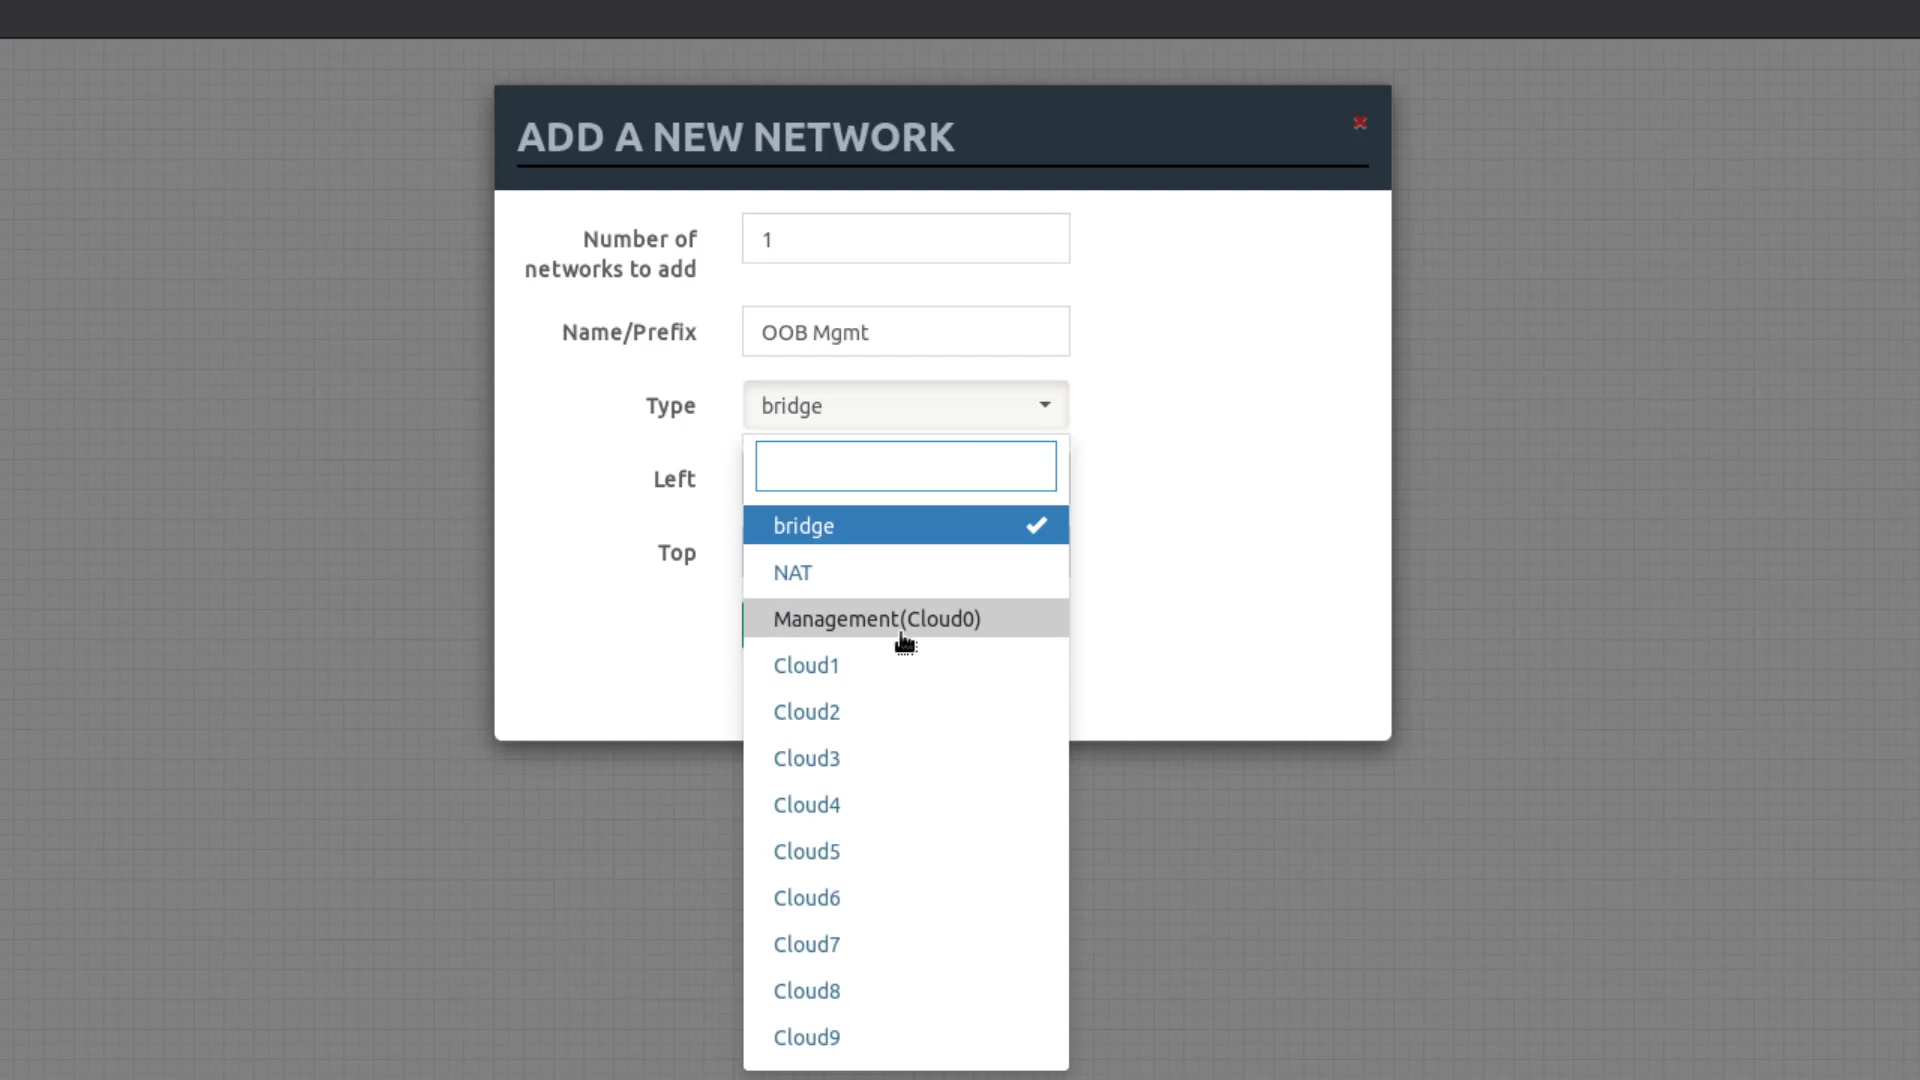 ADD A NEW NETWORK
Number of
networks to add
1
Name/Prefix
OOB Mgmt
Type
bridge
Left
bridge
Top
NAT
Management(Cloud0)
Cloud1
Cloud2
Cloud3
Cloud4
Cloud5
Cloud6
Cloud7
Cloud8
Cloud9